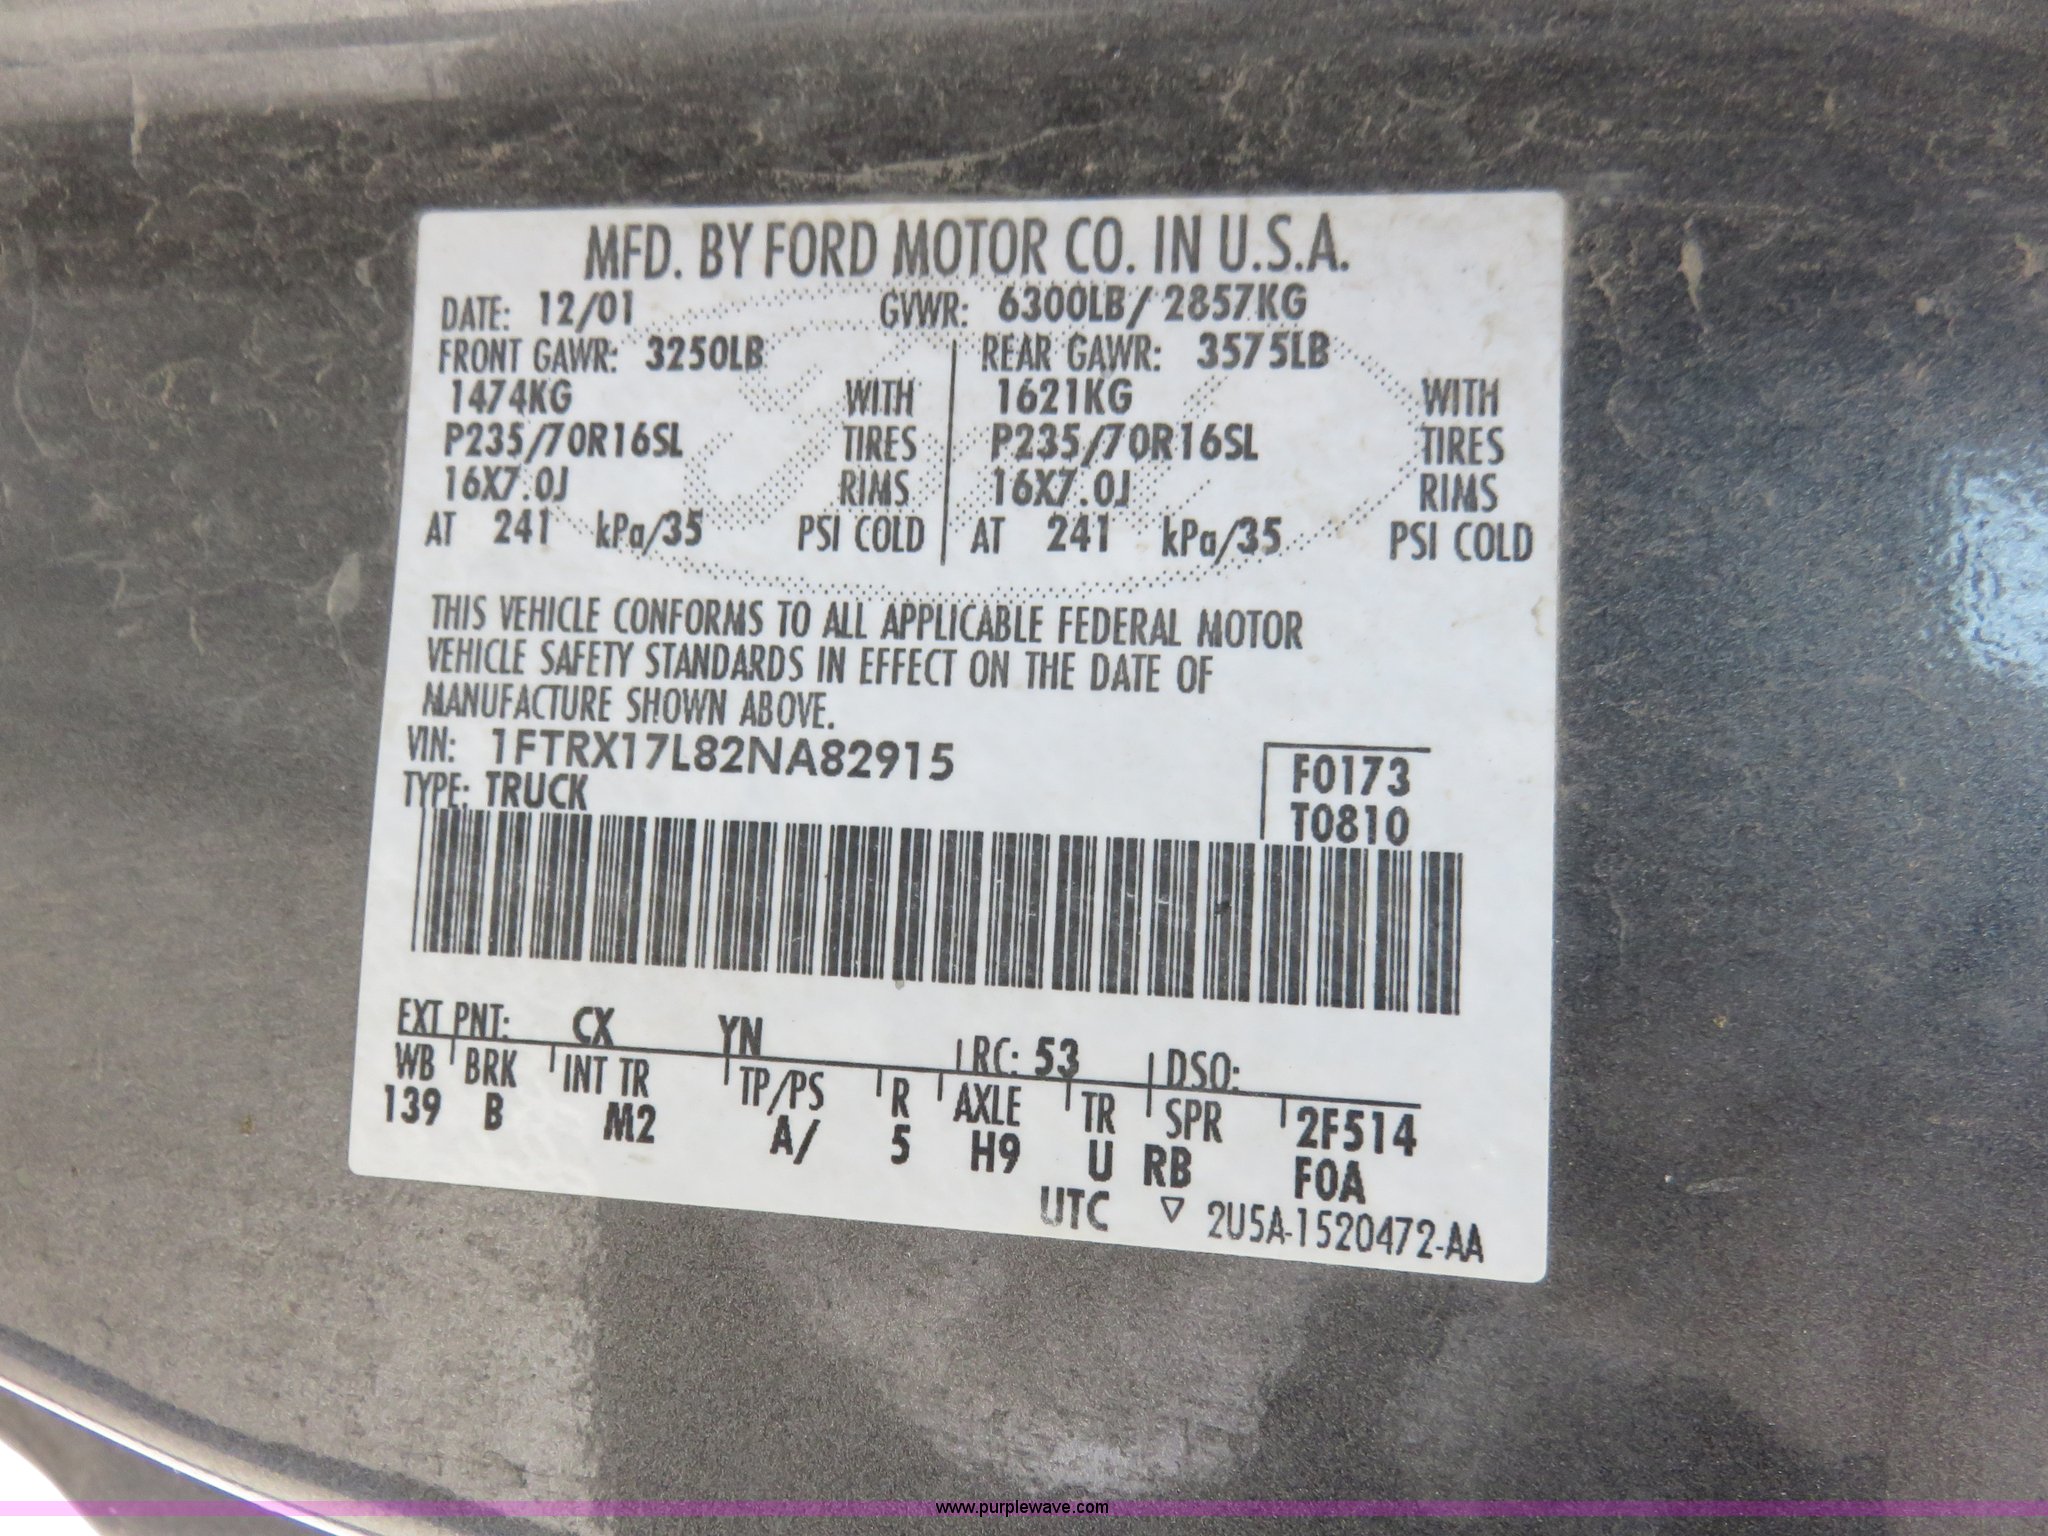 MFD. BY FORD MOTOR CO. IN U.S.A.
DATE: 12/01 GVWR: 6300LB/ 2857KG
FRONT GAWR: 3250LB REAR GAWR: 3575LB
1474KG WITH 1621KG WITH
P235/70R16SL TIRES P235/70R16SL TIRES
16X7.0J RIMS 16X7.0J RIMS
AT 241 kPa/35 PSI COLD AT 241 kPa/35 PSI COLD
THIS VEHICLE CONFORMS TO ALL APPLICABLE FEDERAL MOTOR
VEHICLE SAFETY STANDARDS IN EFFECT ON THE DATE OF
MANUFACTURE SHOWN ABOVE.
VIN: 1FTRX17L82NA82915 F0173
TYPE: TRUCK T0810
EXT PNT: CX YN RC: 53 DSO:
WB BRK INT TR TP/PS R AXLE TR SPR 2F514
139 B M2 A/ 5 H9 U RB F0A
UTC ▽ 2U5A-1520472-AA
www.purplewave.com